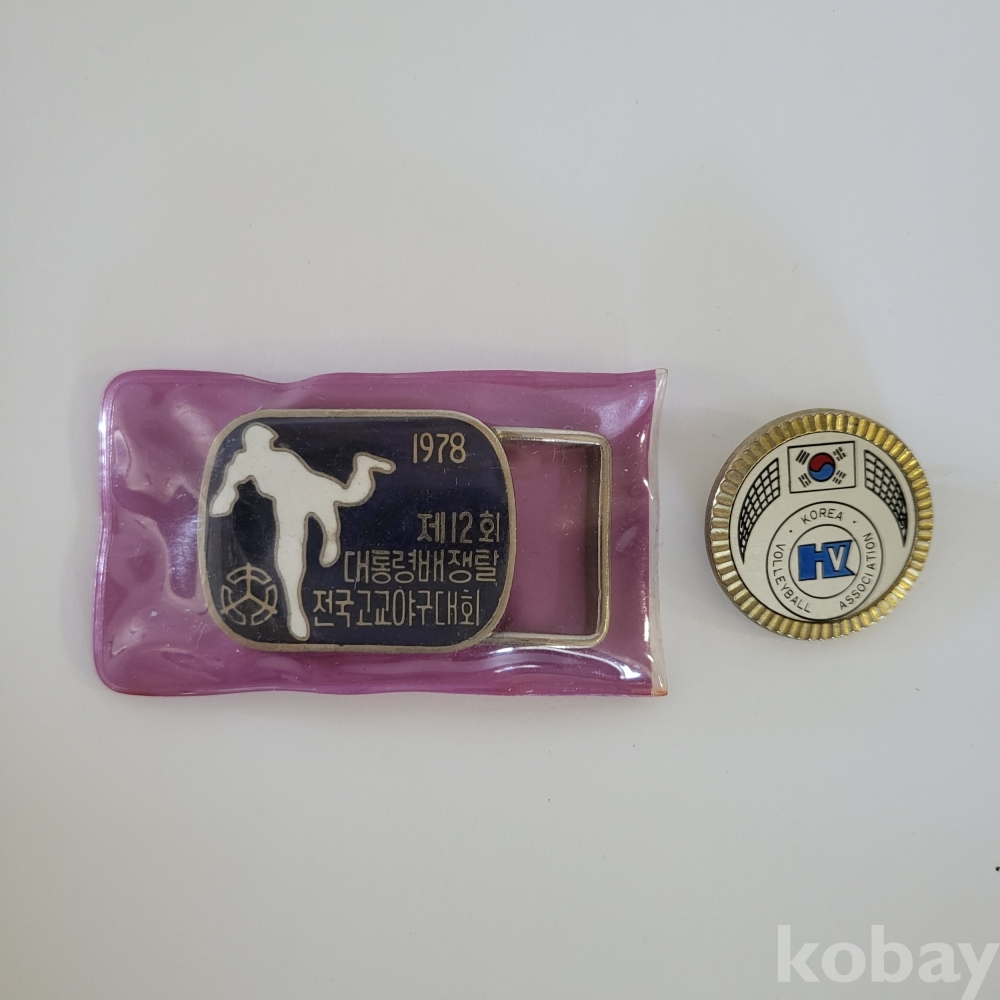 1978
제12회
대통령배쟁탈
전국고교야구대회
· KOREA ·
VOLLEYBALL ASSOCIATION
HV
kobay